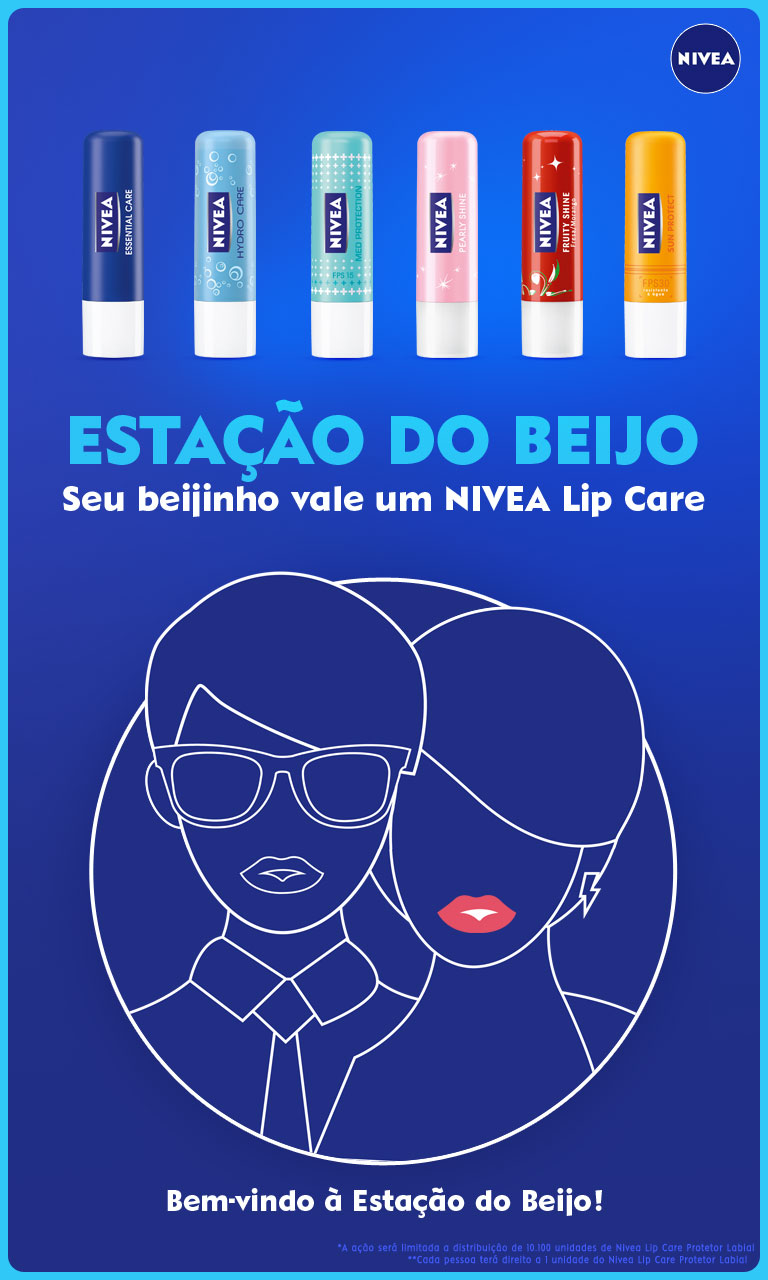 NIVEA
NIVEA
ESSENTIAL CARE
NIVEA
HYDRO CARE
NIVEA
MED PROTECTION
FPS 15
NIVEA
PEARLY SHINE
NIVEA
FRUITY SHINE
NIVEA
SUN PROTECT
FPS30
ESTAÇÃO DO BEIJO
Seu beijinho vale um NIVEA Lip Care
Bem-vindo à Estação do Beijo!
*A ação será limitada a distribuição de 10.100 unidades de Nivea Lip Care Protetor Labial
**Cada pessoa terá direito a 1 unidade do Nivea Lip Care Protetor Labial